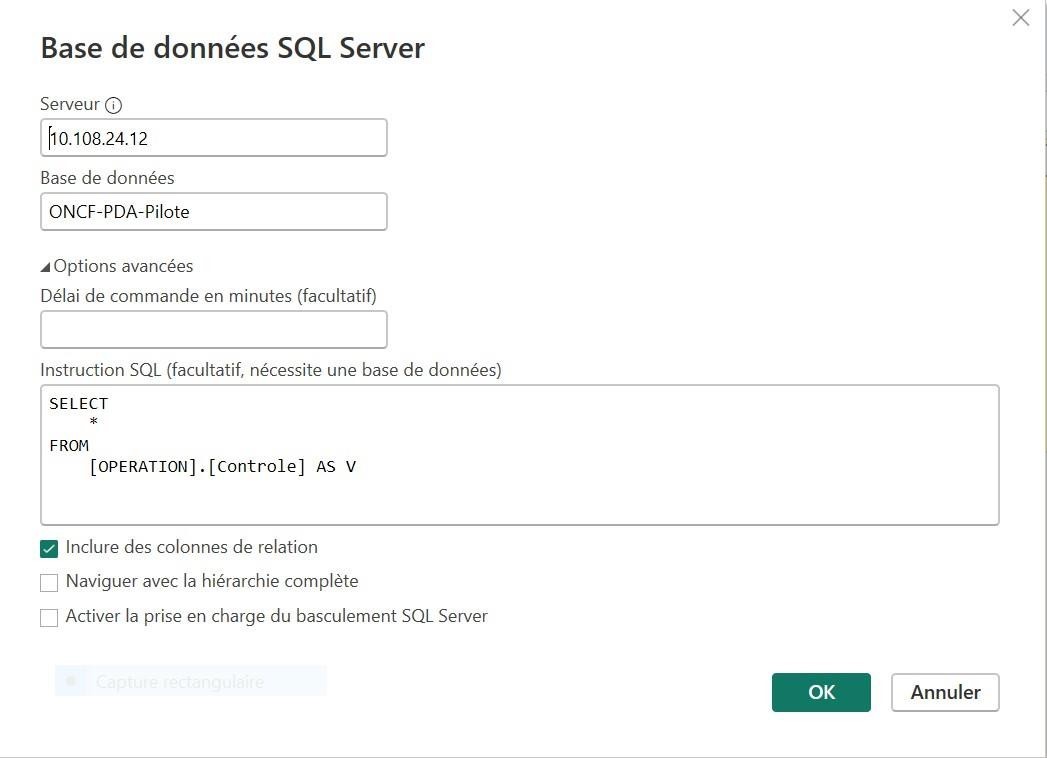 Base de données SQL Server
Serveur
10.108.24.12
Base de données
ONCF-PDA-Pilote
Options avancées
Délai de commande en minutes (facultatif)
Instruction SQL (facultatif, nécessite une base de données)
SELECT
*
FROM
[OPERATION].[Controle] AS V
Inclure des colonnes de relation
Naviguer avec la hiérarchie complète
Activer la prise en charge du basculement SQL Server
Capture rectangulaire
OK
Annuler